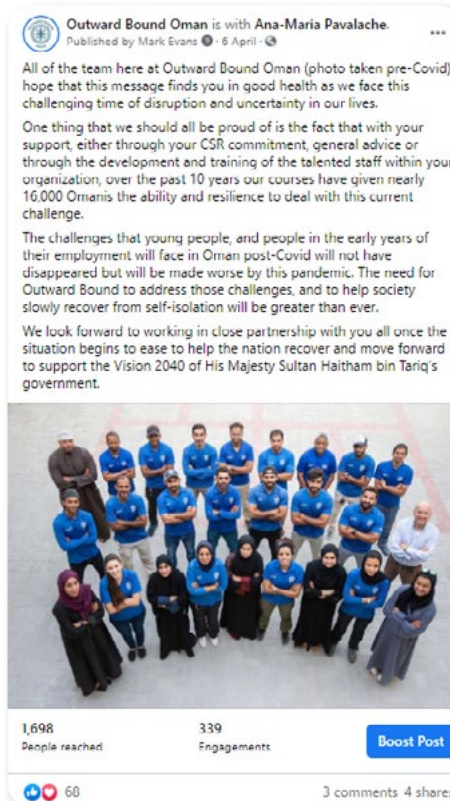 Outward Bound Oman is with Ana-Maria Pavalache.
Published by Mark Evans · 6 April ·
All of the team here at Outward Bound Oman (photo taken pre-Covid)
hope that this message finds you in good health as we face this
challenging time of disruption and uncertainty in our lives.
One thing that we should all be proud of is the fact that with your
support, either through your CSR commitment, general advice or
through the development and training of the talented staff within your
organization, over the past 10 years our courses have given nearly
16,000 Omanis the ability and resilience to deal with this current
challenge.
The challenges that young people, and people in the early years of
their employment will face in Oman post-Covid will not have
disappeared but will be made worse by this pandemic. The need for
Outward Bound to address those challenges, and to help society
slowly recover from self-isolation will be greater than ever.
We look forward to working in close partnership with you all once the
situation begins to ease to help the nation recover and move forward
to support the Vision 2040 of His Majesty Sultan Haitham bin Tariq's
government.
1,698 339
People reached Engagements Boost Post
68 3 comments 4 shares